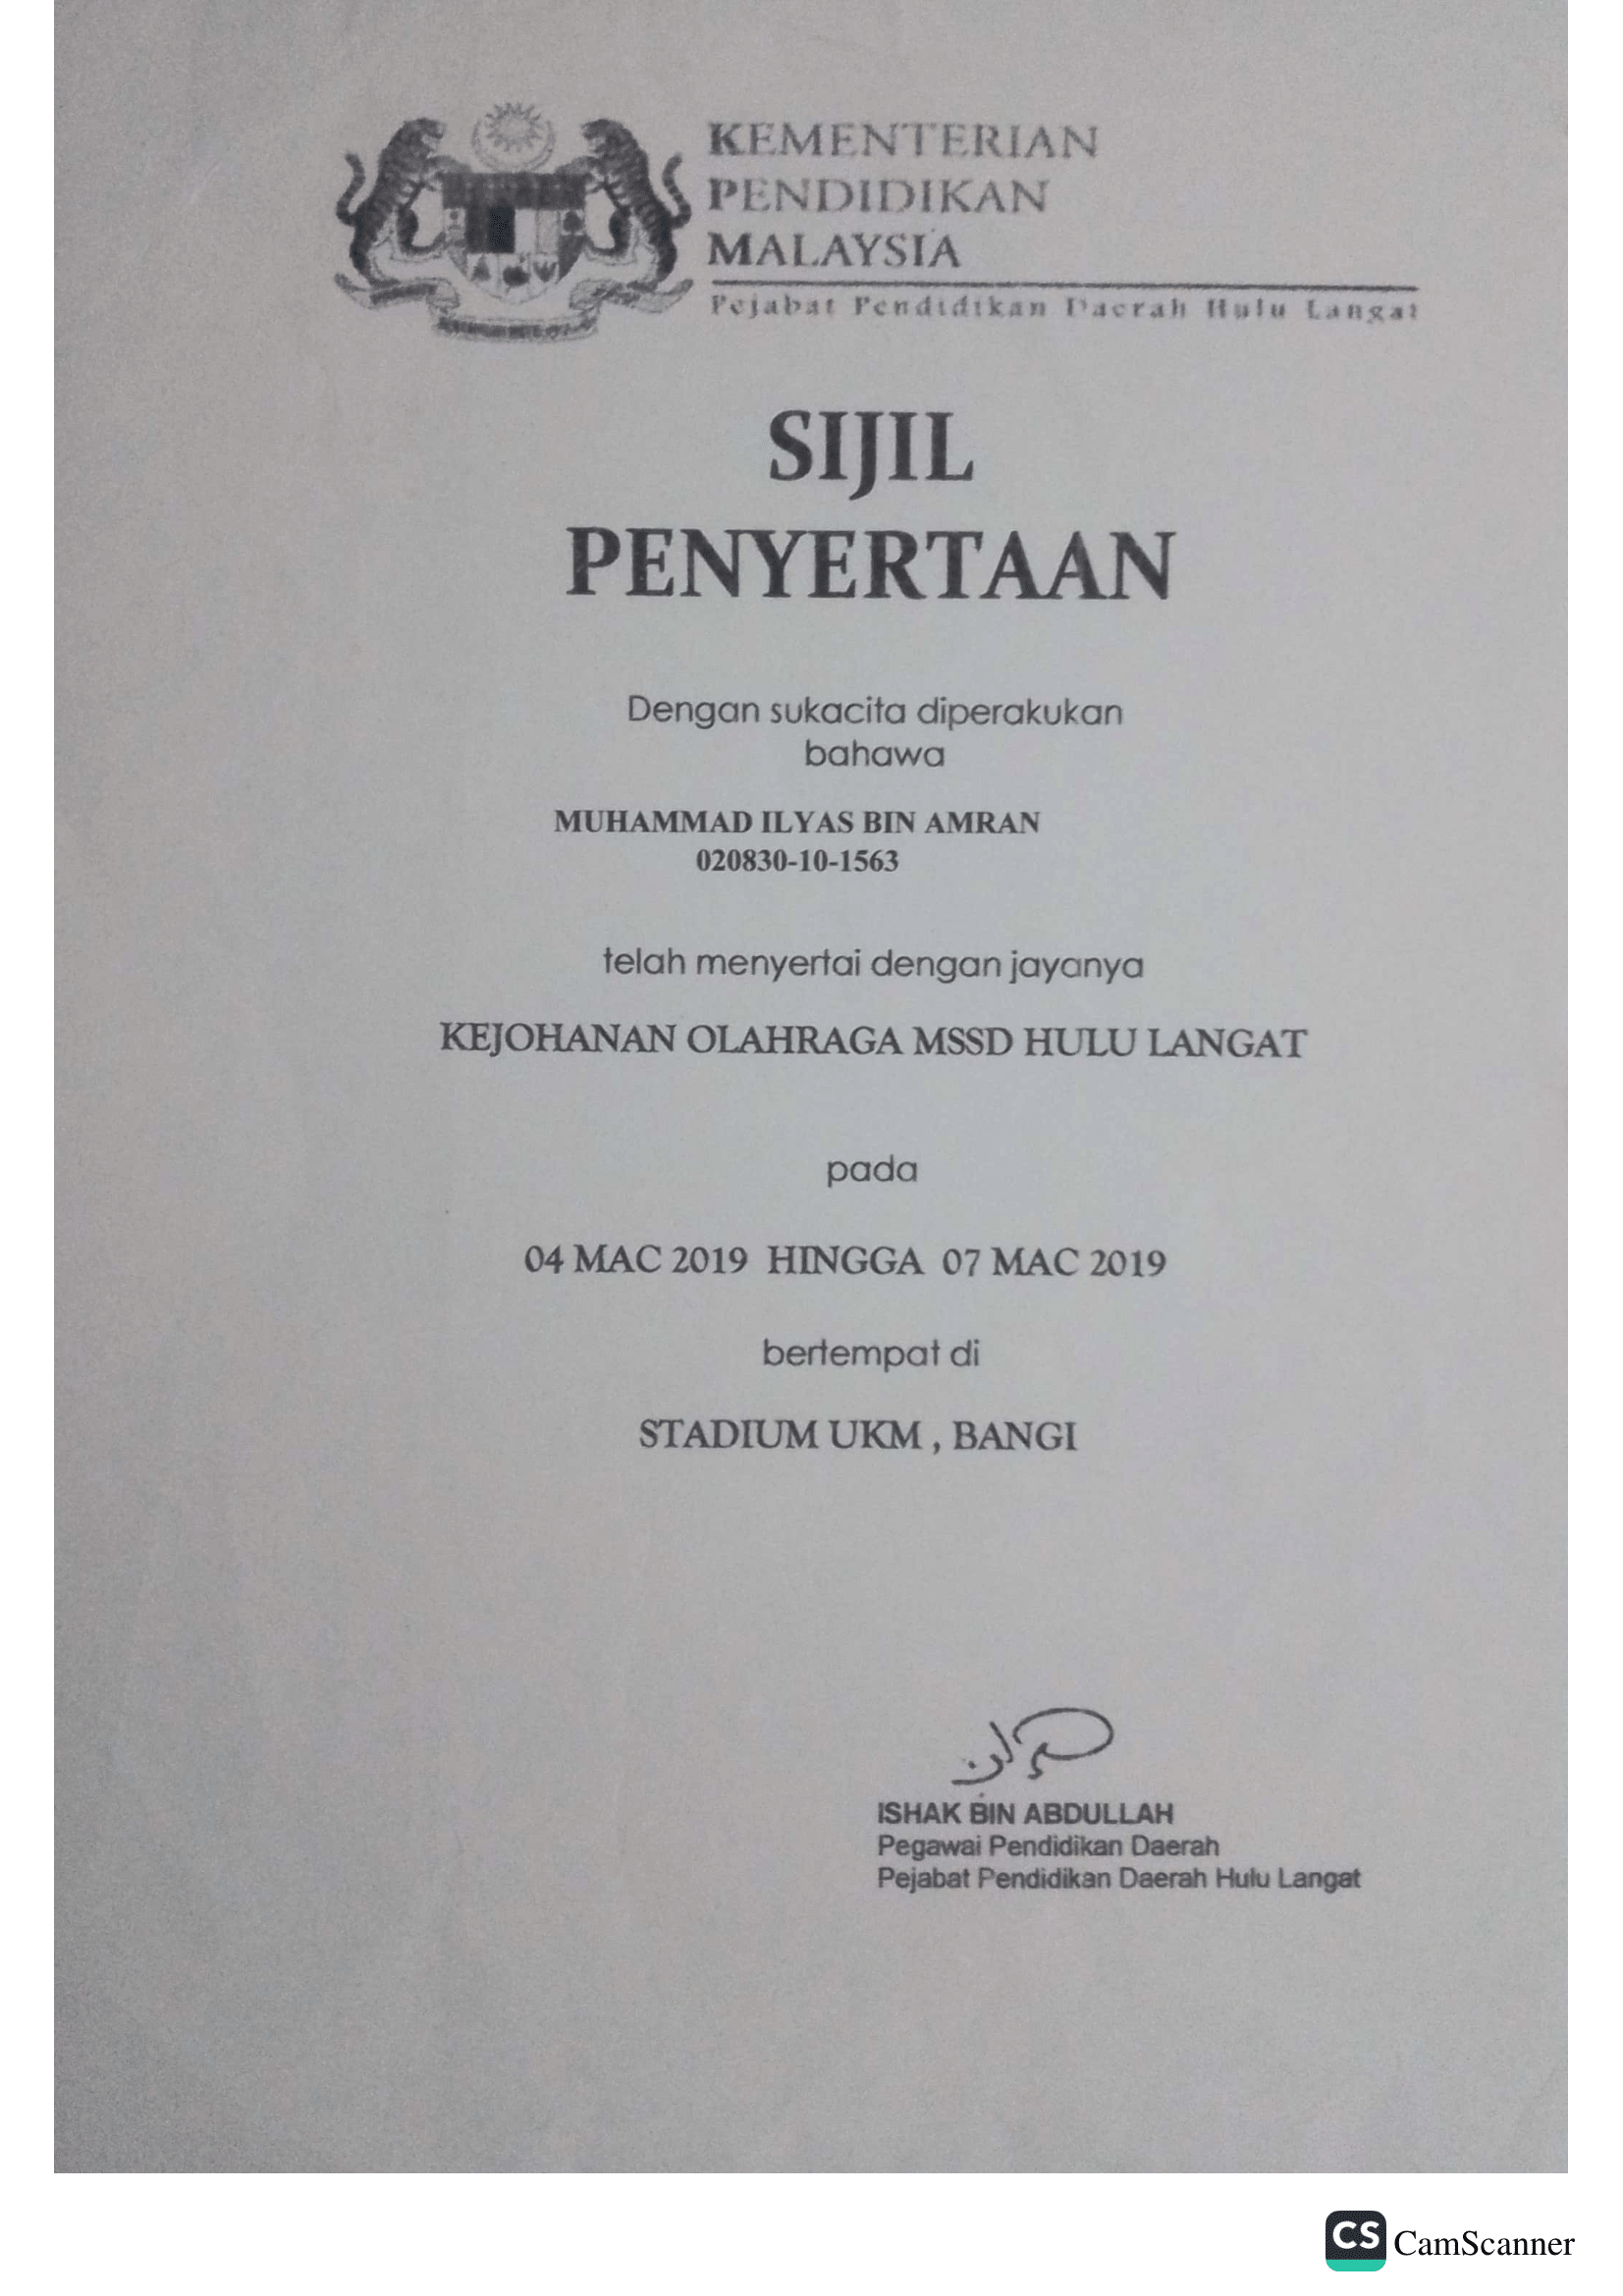 KEMENTERIAN
PENDIDIKAN
MALAYSIA
Pejabat Pendidikan Daerah Hulu Langat
SIJIL
PENYERTAAN
Dengan sukacita diperakukan
bahawa
MUHAMMAD ILYAS BIN AMRAN
020830-10-1563
telah menyertai dengan jayanya
KEJOHANAN OLAHRAGA MSSD HULU LANGAT
pada
04 MAC 2019 HINGGA 07 MAC 2019
bertempat di
STADIUM UKM , BANGI
ISHAK BIN ABDULLAH
Pegawai Pendidikan Daerah
Pejabat Pendidikan Daerah Hulu Langat
CS CamScanner